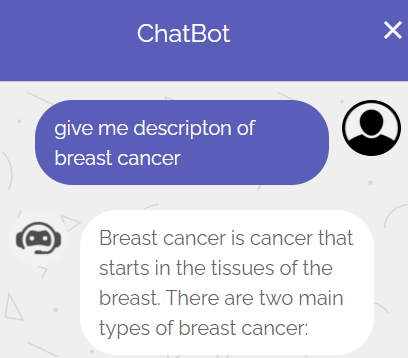 ChatBot
give me descripton of
breast cancer
Breast cancer is cancer that
starts in the tissues of the
breast. There are two main
types of breast cancer: